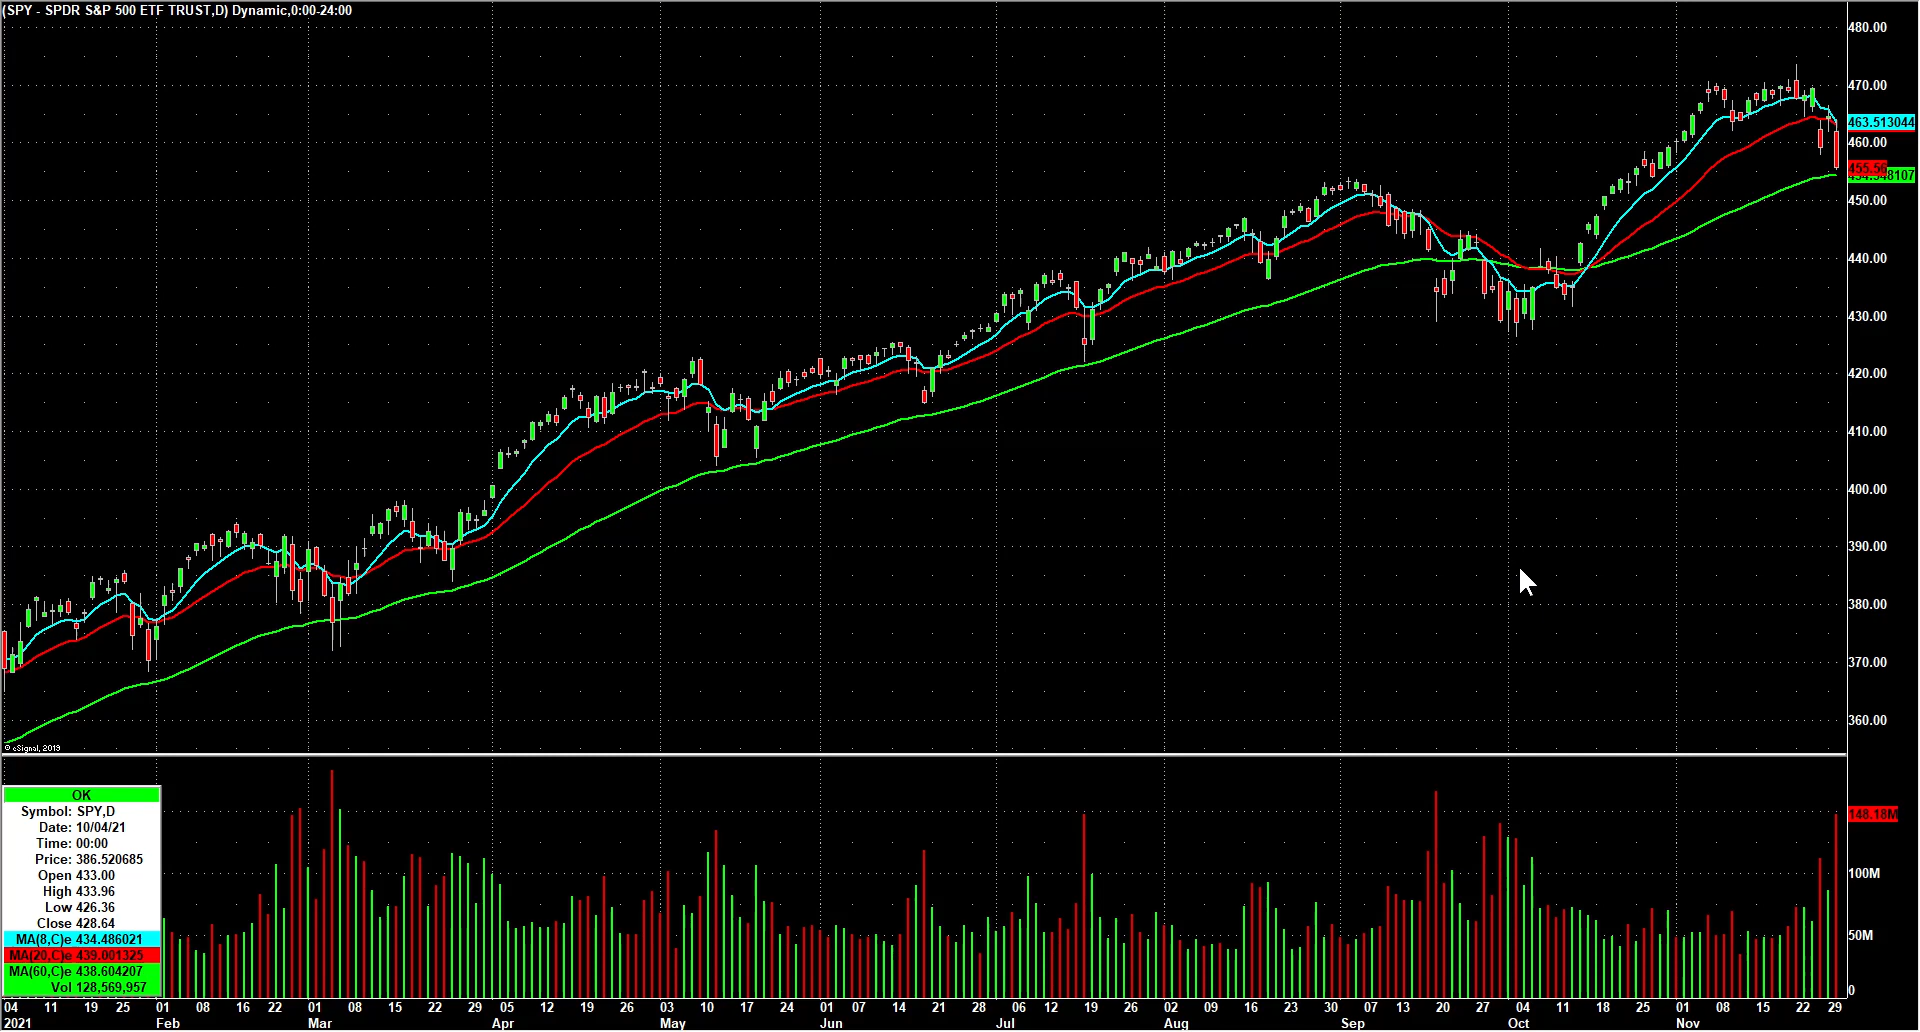 (SPY - SPDR S&P 500 ETF TRUST,D) Dynamic,0:00-24:00
480.00
470.00
463.513044
460.00
455.56
450.00
440.00
430.00
420.00
410.00
400.00
390.00
380.00
370.00
360.00
© eSignal, 2019
OK
Symbol: SPY,D
Date: 10/04/21
Time: 00:00
Price: 386.520685
Open 433.00
High 433.96
Low 426.36
Close 428.64
MA(8,C)e 434.486021
MA(20,C)e 439.001325
MA(60,C)e 438.604207
Vol 128,569,957
148.18M
100M
50M
0
04 11 19 25 01 08 16 22 01 08 15 22 29 05 12 19 26 03 10 17 24 01 07 14 21 28 06 12 19 26 02 09 16 23 30 07 13 20 27 04 11 18 25 01 08 15 22 29
2021 Feb Mar Apr May Jun Jul Aug Sep Oct Nov